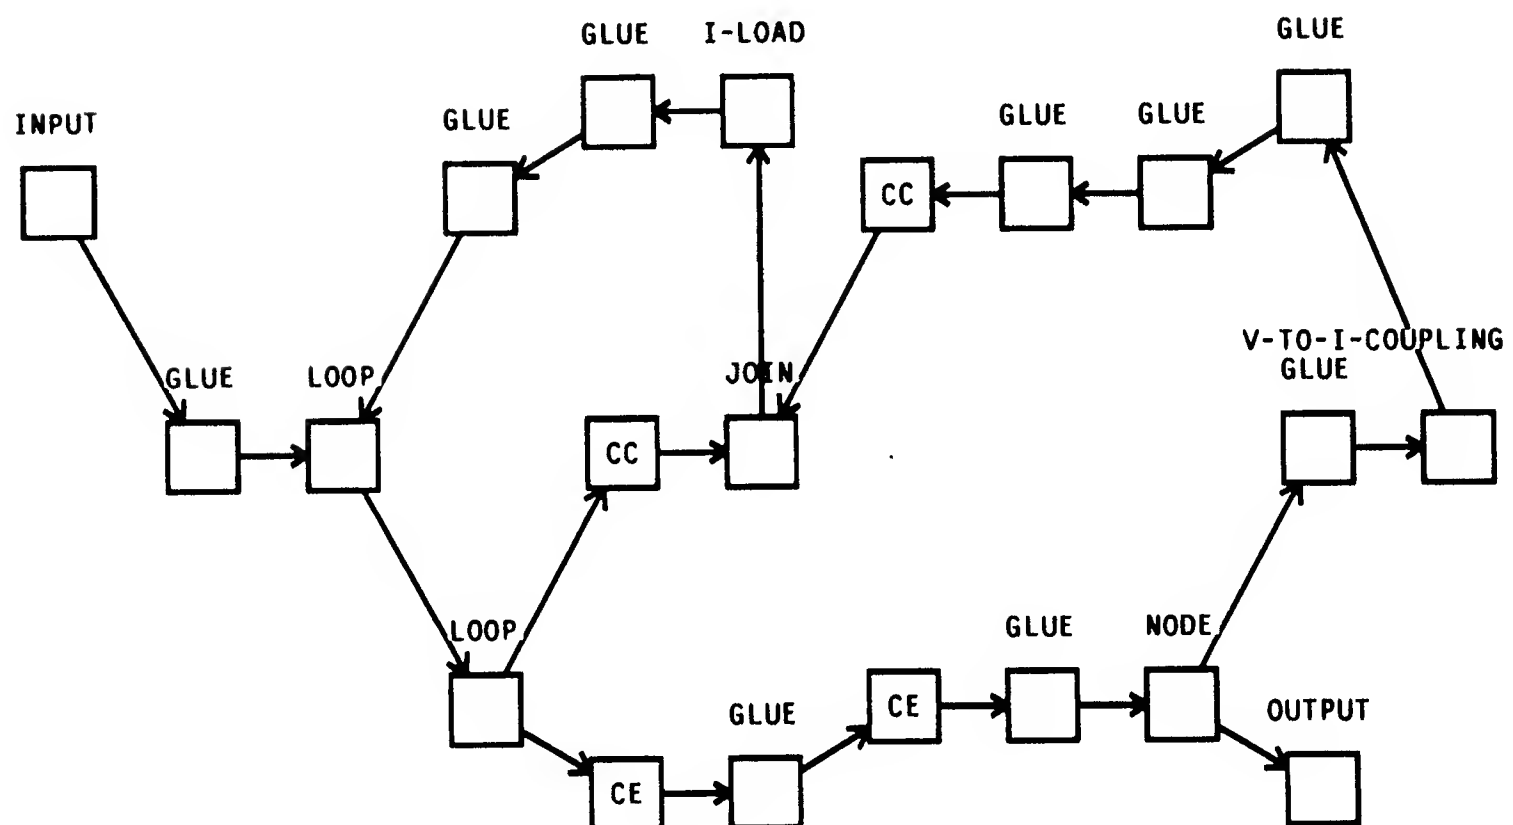 GLUE
GLUE I-LOAD
GLUE GLUE
INPUT GLUE
CC
V-TO-I-COUPLING
GLUE
GLUE LOOP JOIN
CC
GLUE NODE
LOOP
CE
GLUE OUTPUT
CE